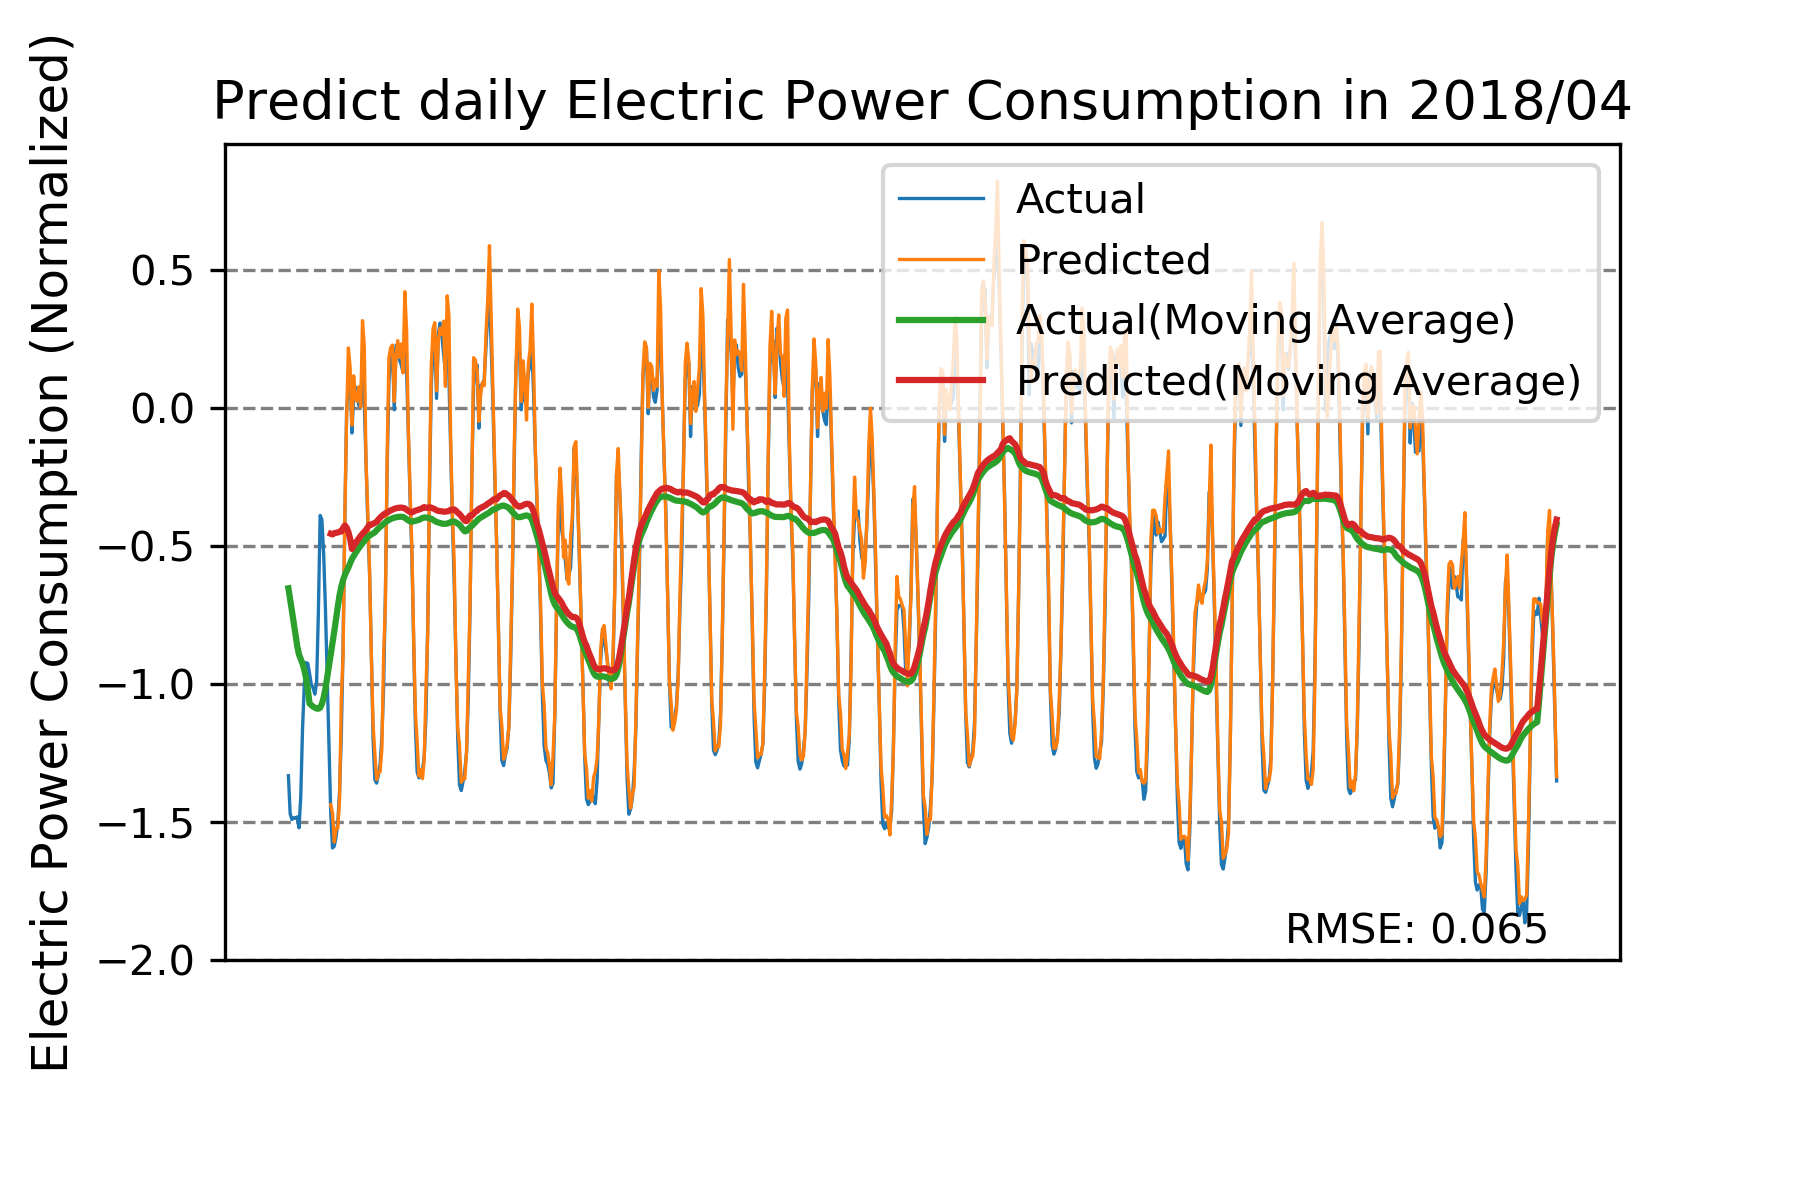 Predict daily Electric Power Consumption in 2018/04
Electric Power Consumption (Normalized)
Actual
Predicted
Actual(Moving Average)
Predicted(Moving Average)
0.5
0.0
−0.5
−1.0
−1.5
−2.0
RMSE: 0.065